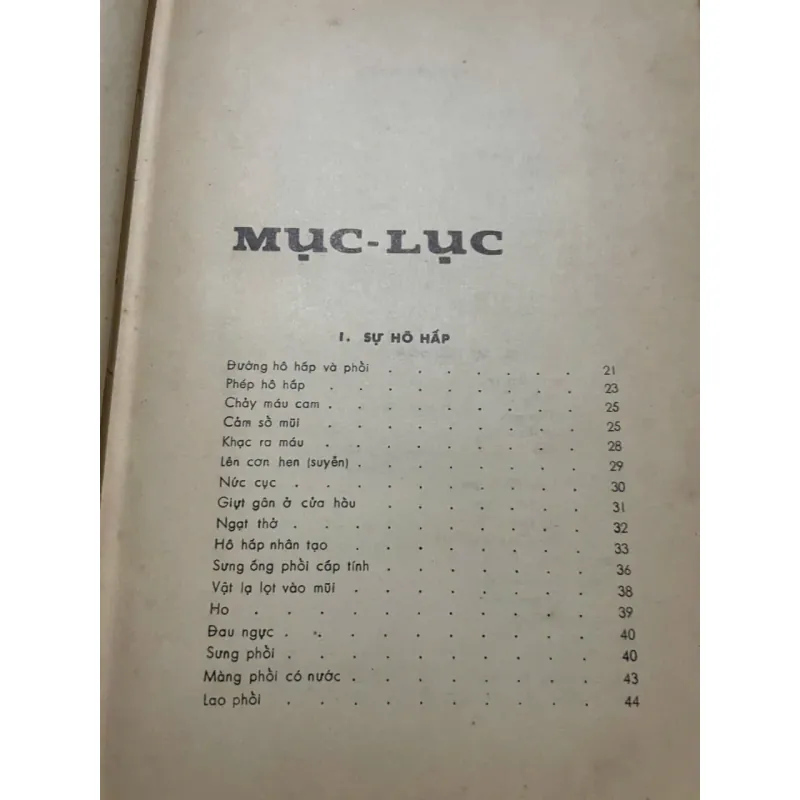 MỤC-LỤC
I. SỰ HÔ HẤP
Đường hô hấp và phổi . . . . . . . 21
Phép hô hấp . . . . . . . . . 23
Chảy máu cam . . . . . . . . . 25
Cảm sổ mũi . . . . . . . . . 25
Khạc ra máu . . . . . . . . . 28
Lên cơn hen (suyễn) . . . . . . . . 29
Nức cục . . . . . . . . . . 30
Giựt gân ở cửa hàu . . . . . . . 31
Ngạt thở . . . . . . . . . . 32
Hô hấp nhân tạo . . . . . . . . 33
Sưng ống phổi cấp tính . . . . . . . 36
Vật lạ lọt vào mũi . . . . . . . . 38
Ho . . . . . . . . . . . 39
Đau ngực . . . . . . . . . . 40
Sưng phổi . . . . . . . . . . 40
Màng phổi có nước . . . . . . . . 43
Lao phổi . . . . . . . . . . 44